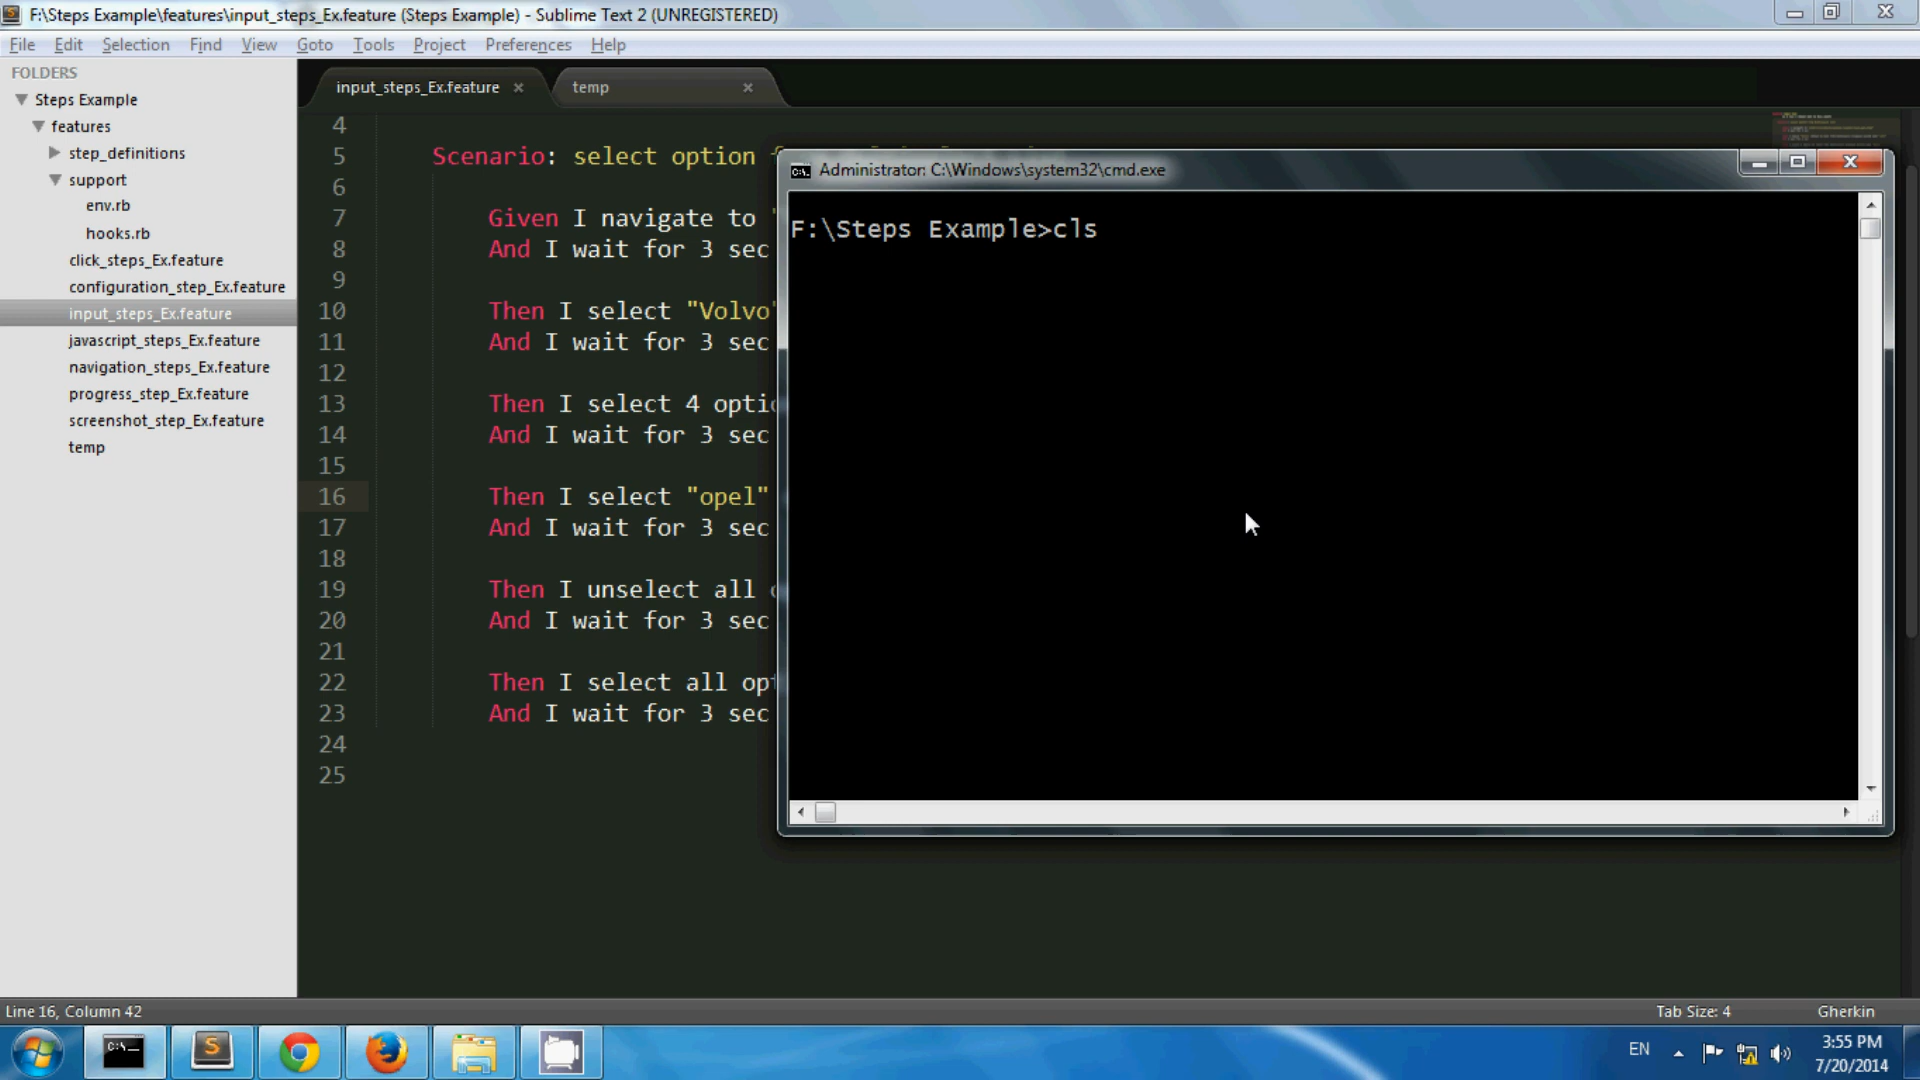 F:\Steps Example\features\input_steps_Ex.feature (Steps Example) - Sublime Text 2 (UNREGISTERED)
File Edit Selection Find View Goto Tools Project Preferences Help
FOLDERS
Steps Example
features
step_definitions
support
env.rb
hooks.rb
click_steps_Ex.feature
configuration_step_Ex.feature
input_steps_Ex.feature
javascript_steps_Ex.feature
navigation_steps_Ex.feature
progress_step_Ex.feature
screenshot_step_Ex.feature
temp
input_steps_Ex.feature × temp ×
4
5 Scenario: select option
6
7 Given I navigate to
8 And I wait for 3 sec
9
10 Then I select "Volvo"
11 And I wait for 3 sec
12
13 Then I select 4
14 And I wait for 3 sec
15
16 Then I select "opel"
17 And I wait for 3 sec
18
19 Then I unselect all
20 And I wait for 3 sec
21
22 Then I select all
23 And I wait for 3 sec
24
25
Administrator: C:\Windows\system32\cmd.exe
F:\Steps Example>cls
Line 16, Column 42
Tab Size: 4 Gherkin
EN
3:55 PM
7/20/2014